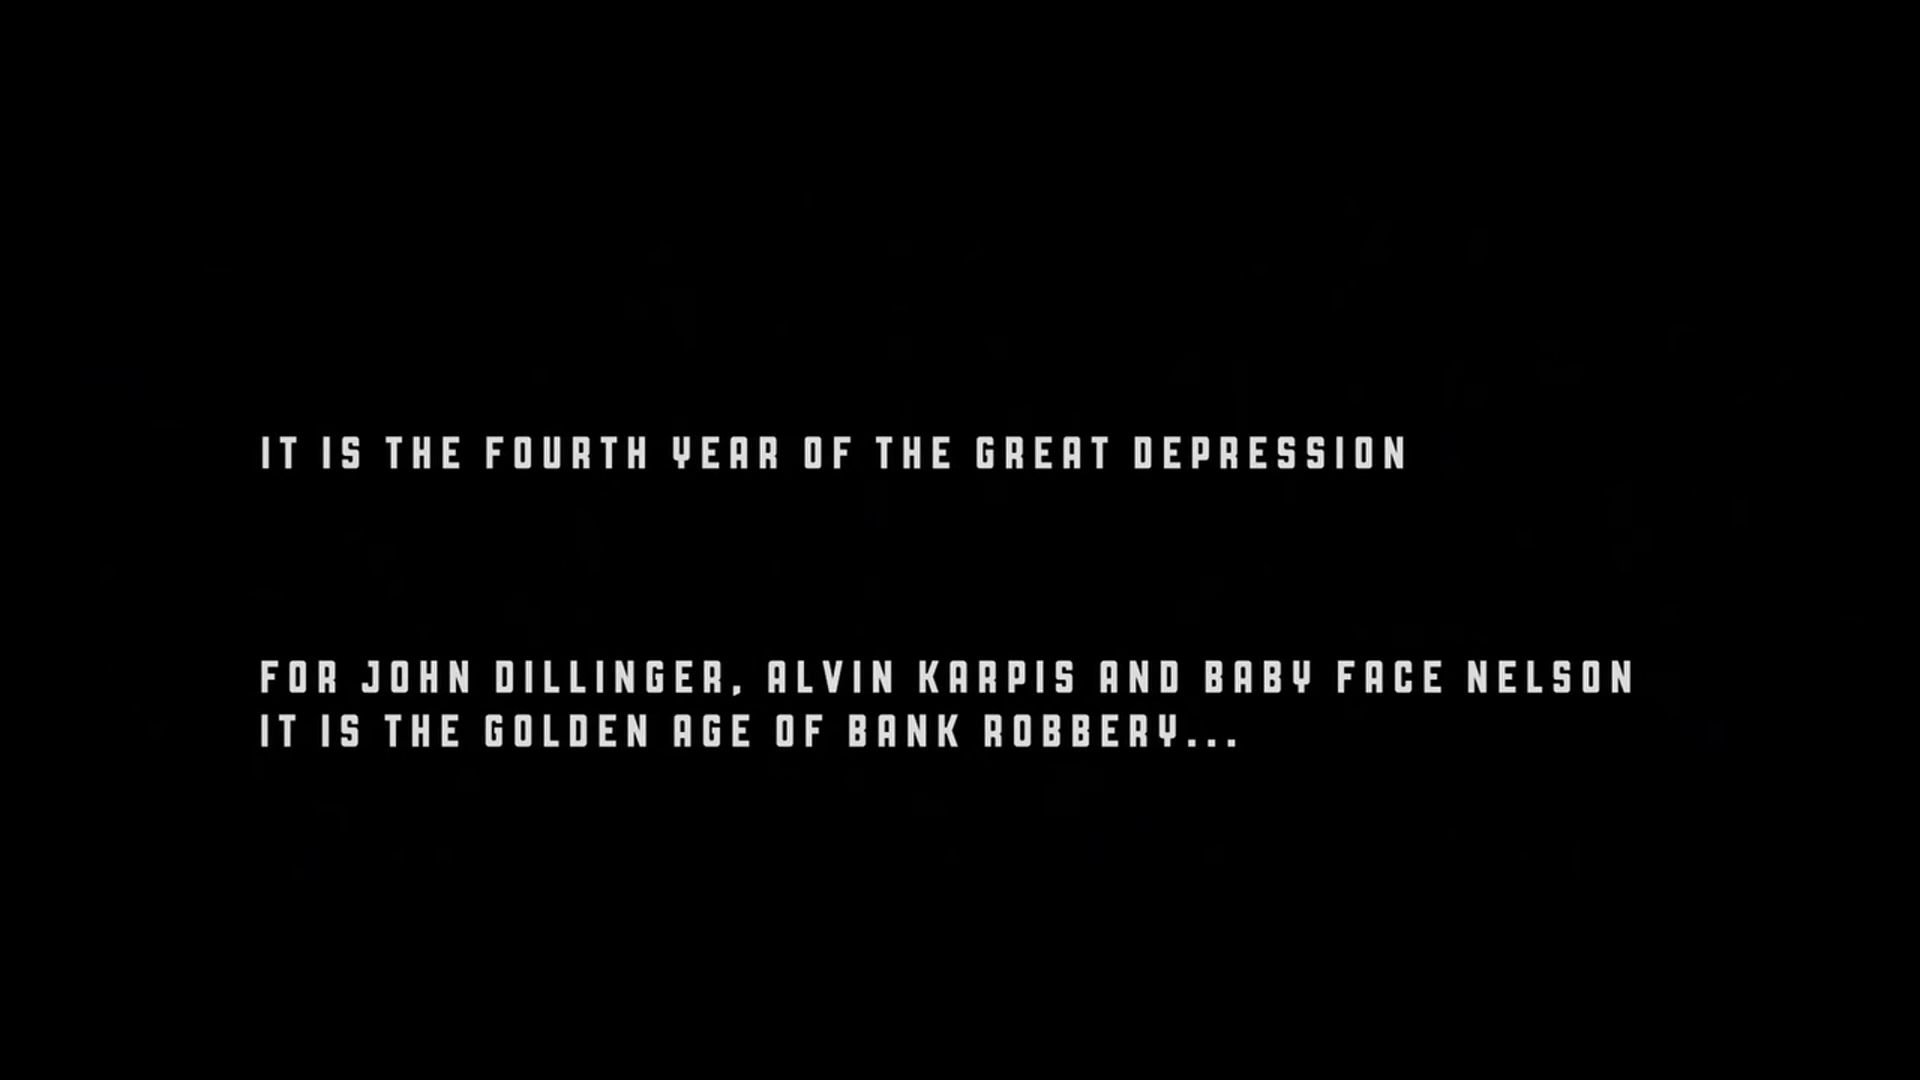 IT IS THE FOURTH YEAR OF THE GREAT DEPRESSION
FOR JOHN DILLINGER, ALVIN KARPIS AND BABY FACE NELSON
IT IS THE GOLDEN AGE OF BANK ROBBERY...